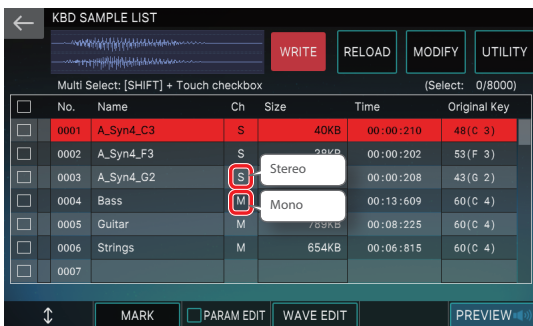 KBD SAMPLE LIST
WRITE RELOAD MODIFY UTILITY
Multi Select: [SHIFT] + Touch checkbox (Select: 0/8000)
No. Name Ch Size Time Original Key
0001 A_Syn4_C3 S 40KB 00:00:210 48(C 3)
0002 A_Syn4_F3 S 38KB 00:00:202 53(F 3)
0003 A_Syn4_G2 S Stereo 00:00:208 43(G 2)
0004 Bass M Mono 00:13:609 60(C 4)
0005 Guitar M 789KB 00:08:225 60(C 4)
0006 Strings M 654KB 00:06:815 60(C 4)
0007
MARK PARAM EDIT WAVE EDIT PREVIEW